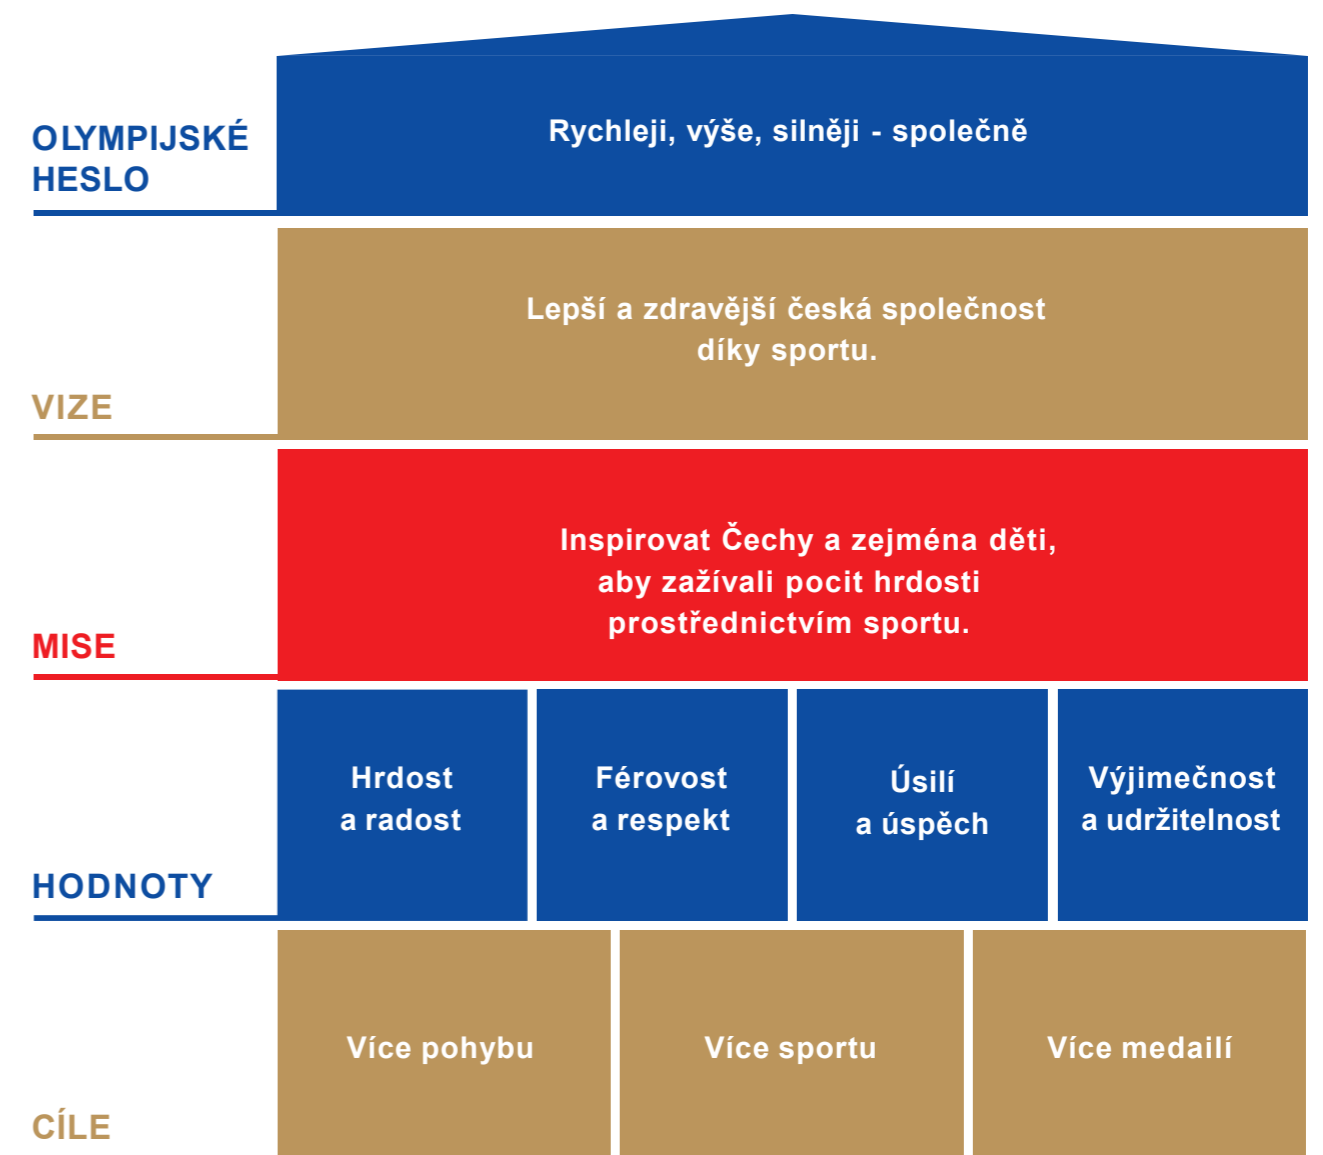 OLYMPIJSKÉ
HESLO
Rychleji, výše, silněji - společně
VIZE
Lepší a zdravější česká společnost
díky sportu.
MISE
Inspirovat Čechy a zejména děti,
aby zažívali pocit hrdosti
prostřednictvím sportu.
HODNOTY
Hrdost
a radost
Férovost
a respekt
Úsilí
a úspěch
Výjimečnost
a udržitelnost
CÍLE
Více pohybu
Více sportu
Více medailí